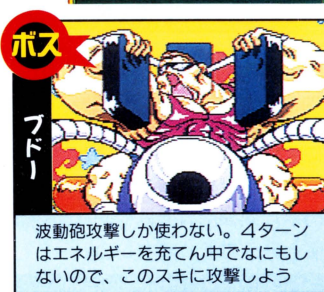 ボス
ブドー
波動砲攻撃しか使わない。4ターン
はエネルギーを充てん中でなにもし
ないので、このスキに攻撃しよう